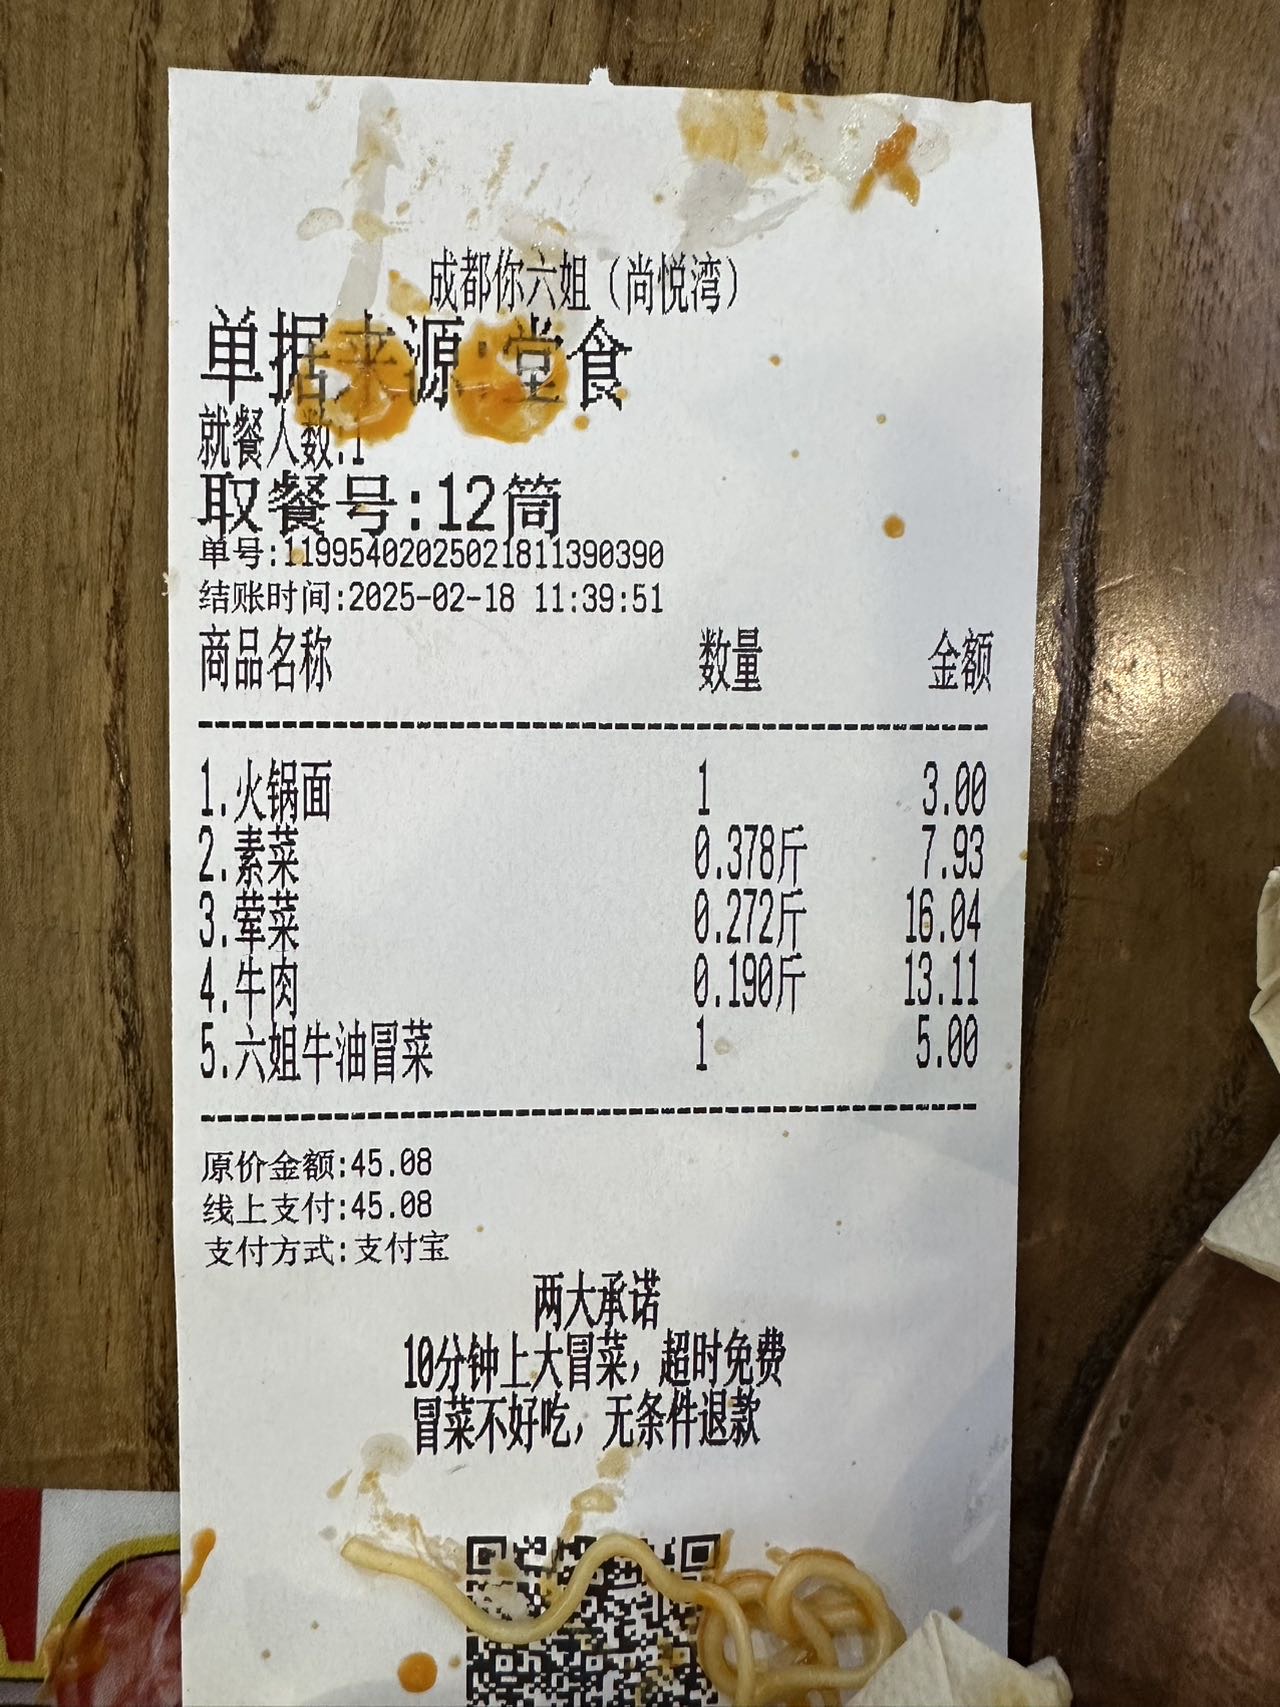 成都你六姐（尚悦湾）
单据来源:堂食
就餐人数:1
取餐号:12筒
单号:11995402025021811390390
结账时间:2025-02-18 11:39:51
商品名称 数量 金额
1.火锅面 1 3.00
2.素菜 0.378斤 7.93
3.荤菜 0.272斤 16.04
4.牛肉 0.190斤 13.11
5.六姐牛油冒菜 1 5.00
原价金额:45.08
线上支付:45.08
支付方式:支付宝
两大承诺
10分钟上大冒菜，超时免费
冒菜不好吃，无条件退款